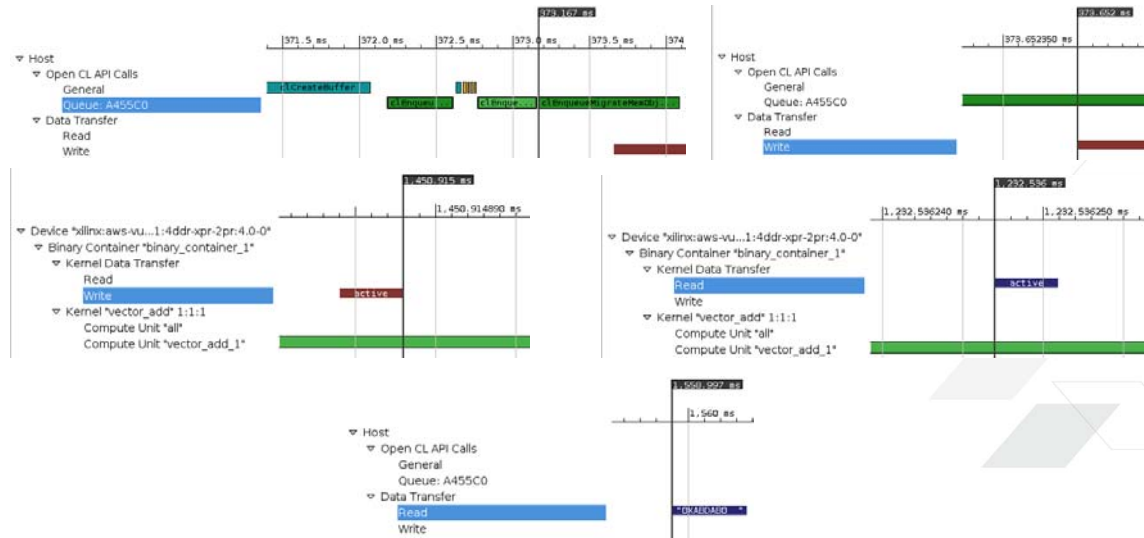 973.167 ms
371.5 ms
372.0 ms
372.5 ms
373.0 ms
373.5 ms
374
Host
Open CL API Calls
General
clCreateBuffer
Queue: A455C0
clEnqueu...
clEnque...
clEnqueueMigrateMemObj...
Data Transfer
Read
Write
973.652 ms
373.652350 ms
Host
Open CL API Calls
General
Queue: A455C0
Data Transfer
Read
Write
1,450.915 ms
1,450.914890 ms
Device "xilinx:aws-vu...1:4ddr-xpr-2pr:4.0-0"
Binary Container "binary_container_1"
Kernel Data Transfer
Read
Write
active
Kernel "vector_add" 1:1:1
Compute Unit "all"
Compute Unit "vector_add_1"
1,232.536 ms
1,232.536240 ms
1,232.536250 ms
Device "xilinx:aws-vu...1:4ddr-xpr-2pr:4.0-0"
Binary Container "binary_container_1"
Kernel Data Transfer
Read
active
Write
Kernel "vector_add" 1:1:1
Compute Unit "all"
Compute Unit "vector_add_1"
1,558.997 ms
1,560 ms
Host
Open CL API Calls
General
Queue: A455C0
Data Transfer
Read
Write